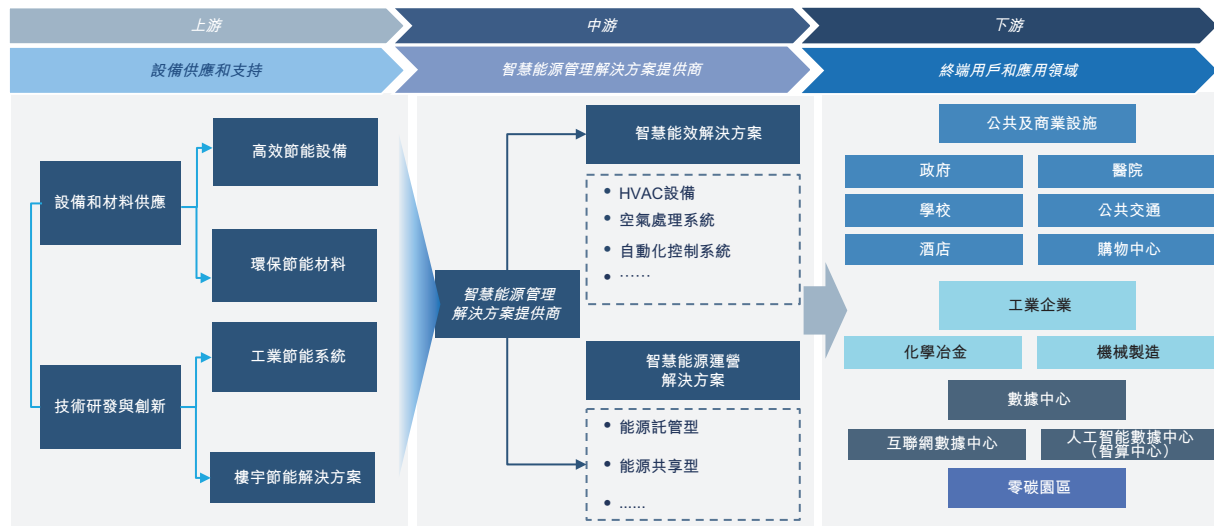 上游
中游
下游
設備供應和支持
智慧能源管理解決方案提供商
終端用戶和應用領域
設備和材料供應
高效節能設備
環保節能材料
技術研發與創新
工業節能系統
樓宇節能解決方案
智慧能源管理
解決方案提供商
智慧能效解決方案
• HVAC設備
• 空氣處理系統
• 自動化控制系統
• ……
智慧能源運營
解決方案
• 能源託管型
• 能源共享型
• ......
公共及商業設施
政府
醫院
學校
公共交通
酒店
購物中心
工業企業
化學冶金
機械製造
數據中心
互聯網數據中心
人工智能數據中心
（智算中心）
零碳園區